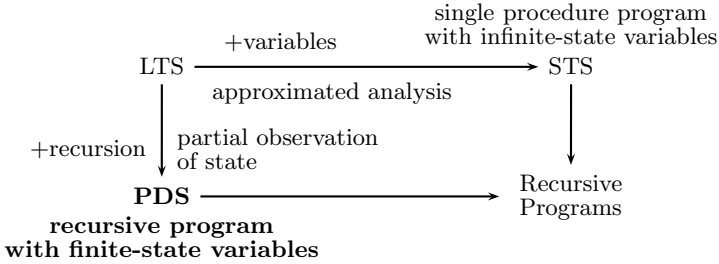 single procedure program
with infinite-state variables
+variables
LTS
STS
approximated analysis
+recursion
partial observation
of state
PDS
Recursive
Programs
recursive program
with finite-state variables